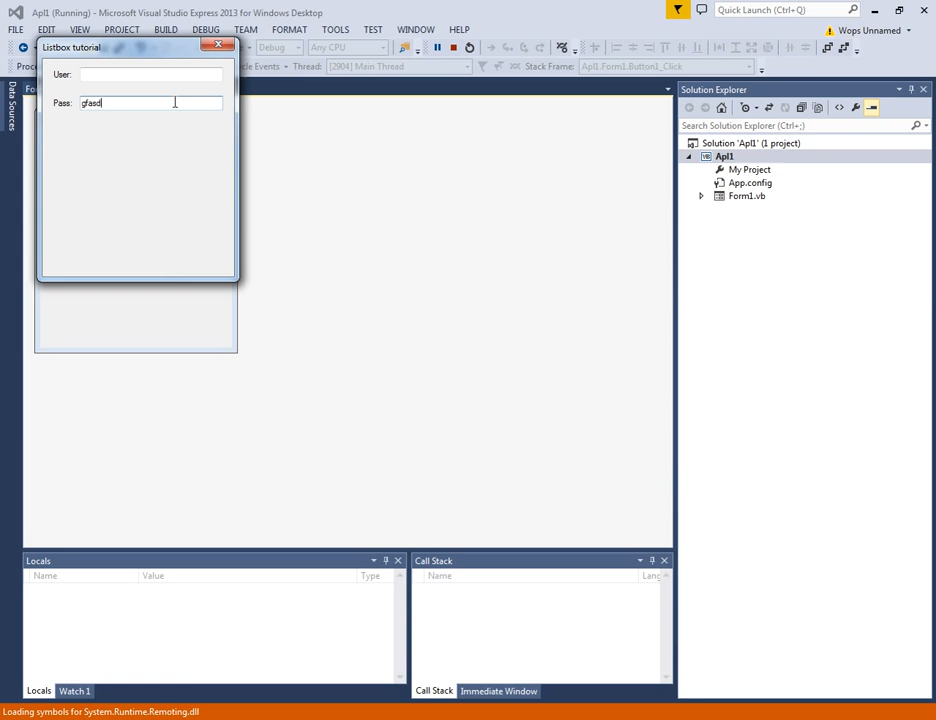 Apl1 (Running) - Microsoft Visual Studio Express 2013 for Windows Desktop
Quick Launch (Ctrl+Q)
FILE EDIT VIEW PROJECT BUILD DEBUG TEAM FORMAT TOOLS TEST WINDOW HELP
Wops Unnamed
Listbox tutorial
Debug
Any CPU
Proce
le Events
Thread:
[2904] Main Thread
Stack Frame:
Apl1.Form1.Button1_Click
User:
Pass: gfasd
Data Sources
For
Solution Explorer
Search Solution Explorer (Ctrl+;)
Solution 'Apl1' (1 project)
Apl1
My Project
App.config
Form1.vb
Locals
Name Value Type
Locals Watch 1
Call Stack
Name Lang
Call Stack Immediate Window
Loading symbols for System.Runtime.Remoting.dll